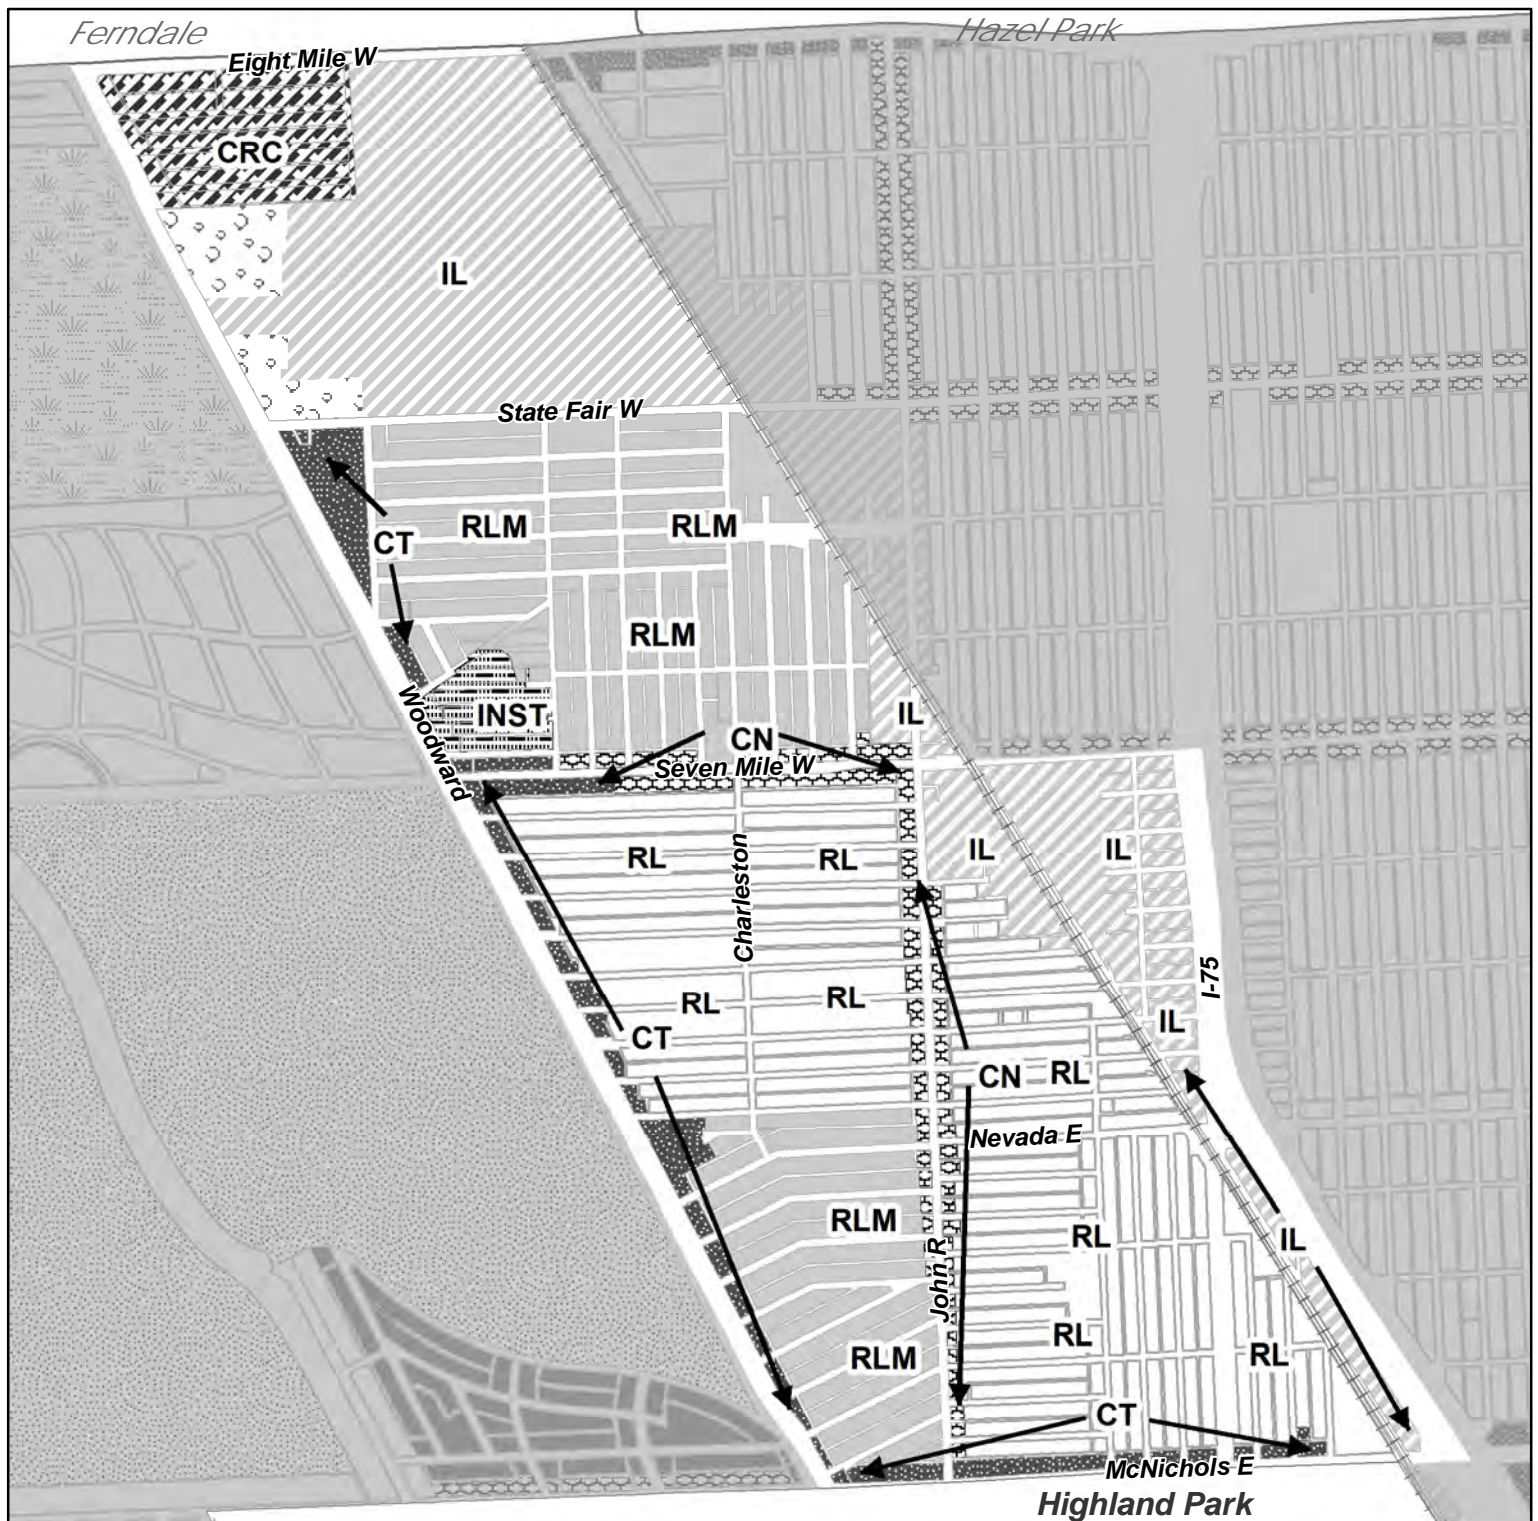 Ferndale
Hazel Park
Eight Mile W
CRC
IL
State Fair W
CT
RLM
RLM
RLM
INST
Woodward
CN
IL
Seven Mile W
RL
RL
Charleston
IL
IL
RL
RL
I-75
IL
CT
CN
RL
Nevada E
RLM
RL
IL
John R
RLM
RL
RL
CT
McNichols E
Highland Park